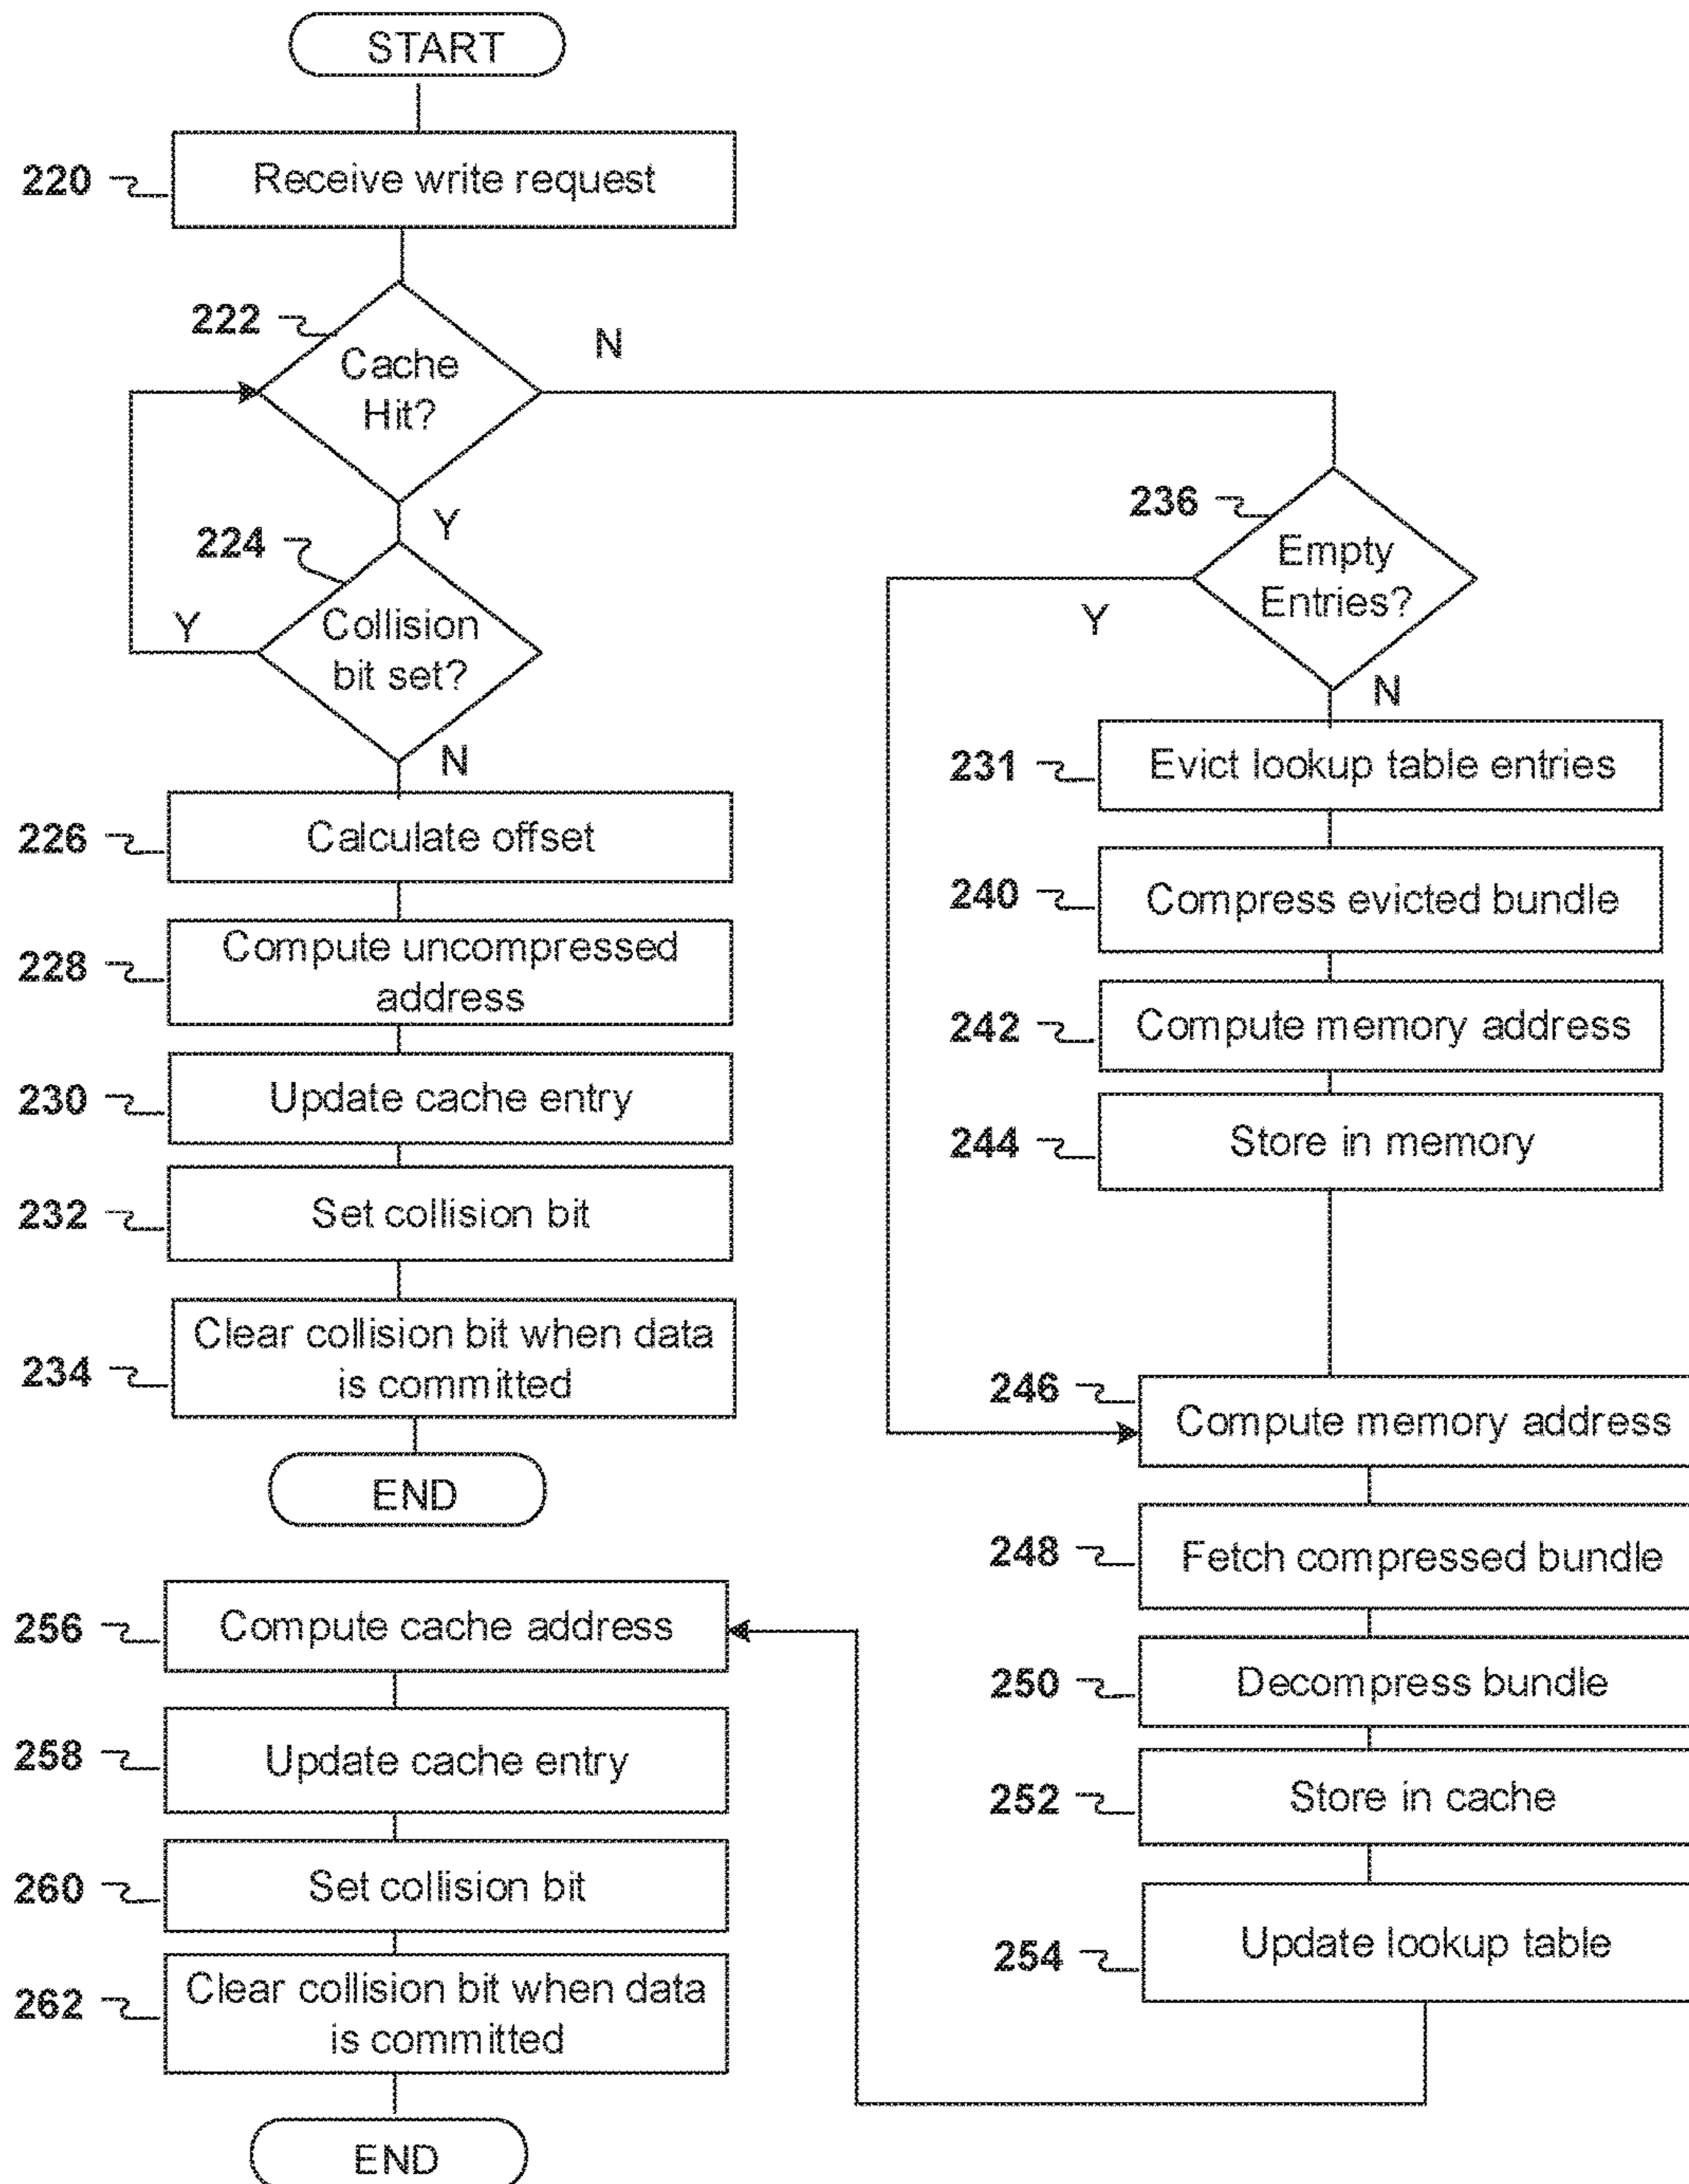 START
220
Receive write request
222
Cache
Hit?
N
Y
224
Collision
bit set?
Y
N
226
Calculate offset
228
Compute uncompressed
address
230
Update cache entry
232
Set collision bit
234
Clear collision bit when data
is committed
END
236
Empty
Entries?
Y
N
231
Evict lookup table entries
240
Compress evicted bundle
242
Compute memory address
244
Store in memory
246
Compute memory address
248
Fetch compressed bundle
250
Decompress bundle
252
Store in cache
254
Update lookup table
256
Compute cache address
258
Update cache entry
260
Set collision bit
262
Clear collision bit when data
is committed
END